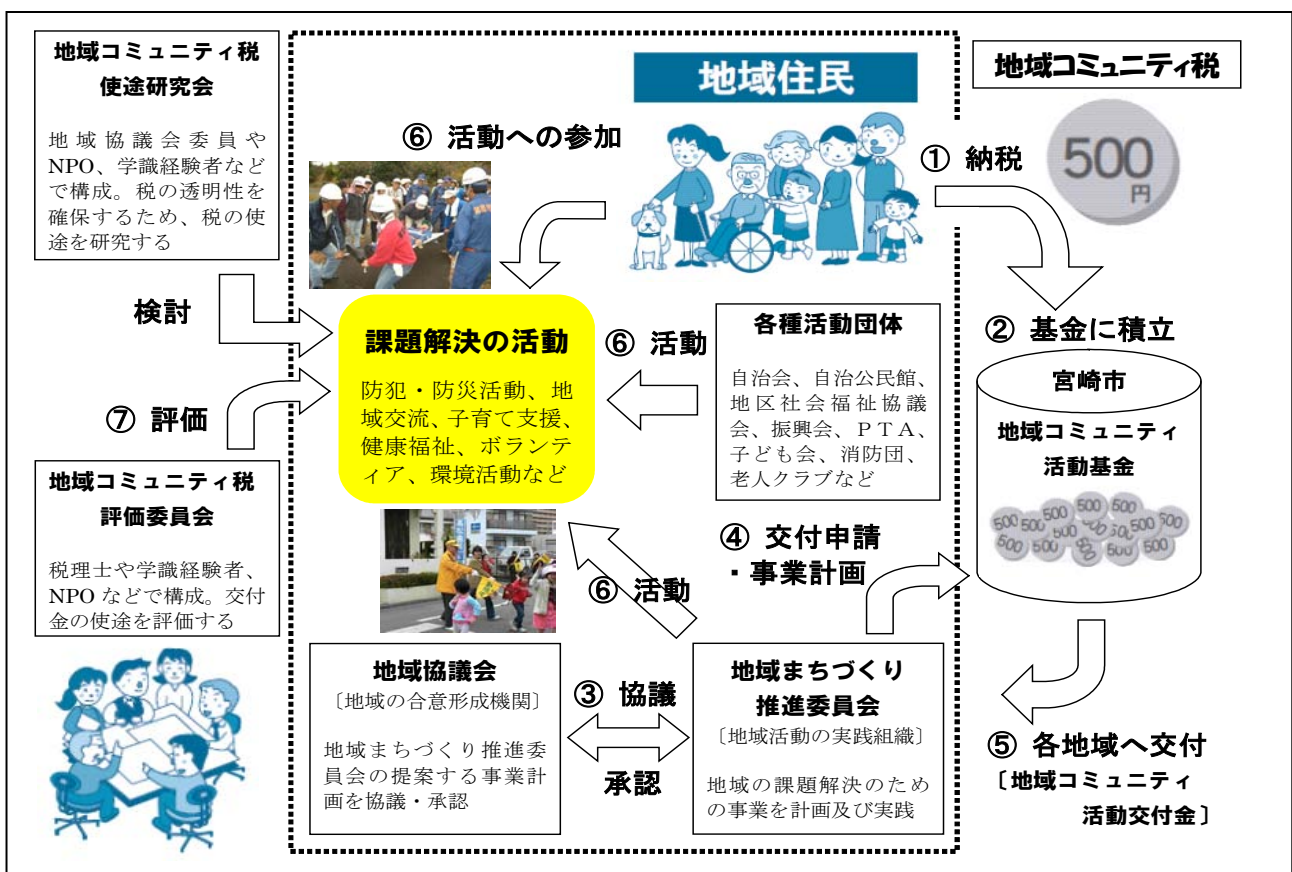 地域コミュニティ税
使途研究会
地域協議会委員や
NPO、学識経験者など
で構成。税の透明性を
確保するため、税の使
途を研究する
検討
⑦ 評価
地域コミュニティ税
評価委員会
税理士や学識経験者、
NPO などで構成。交付
金の使途を評価する
地域住民
⑥ 活動への参加
課題解決の活動
防犯・防災活動、地
域交流、子育て支援、
健康福祉、ボランテ
ィア、環境活動など
⑥ 活動
各種活動団体
自治会、自治公民館、
地区社会福祉協議
会、振興会、ＰＴＡ、
子ども会、消防団、
老人クラブなど
⑥ 活動
④ 交付申請
・事業計画
地域協議会
〔地域の合意形成機関〕
地域まちづくり推進委
員会の提案する事業計
画を協議・承認
③ 協議
承認
地域まちづくり
推進委員会
〔地域活動の実践組織〕
地域の課題解決のため
の事業を計画及び実践
地域コミュニティ税
500
円
① 納税
② 基金に積立
宮崎市
地域コミュニティ
活動基金
500 500 500
500 500 500 500 500
500 500 500 500
⑤ 各地域へ交付
〔地域コミュニティ
活動交付金〕